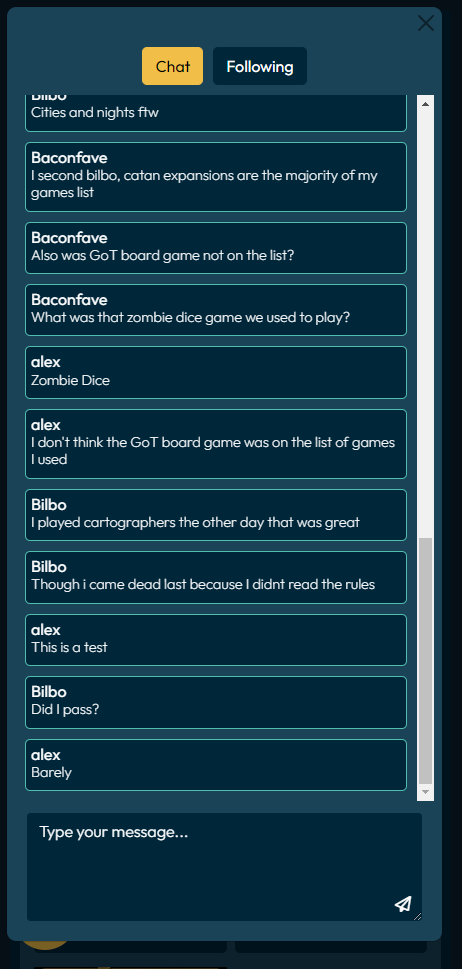 Chat
Following
Bilbo
Cities and nights ftw
Baconfave
I second bilbo, catan expansions are the majority of my
games list
Baconfave
Also was GoT board game not on the list?
Baconfave
What was that zombie dice game we used to play?
alex
Zombie Dice
alex
I don't think the GoT board game was on the list of games
I used
Bilbo
I played cartographers the other day that was great
Bilbo
Though i came dead last because I didnt read the rules
alex
This is a test
Bilbo
Did I pass?
alex
Barely
Type your message...